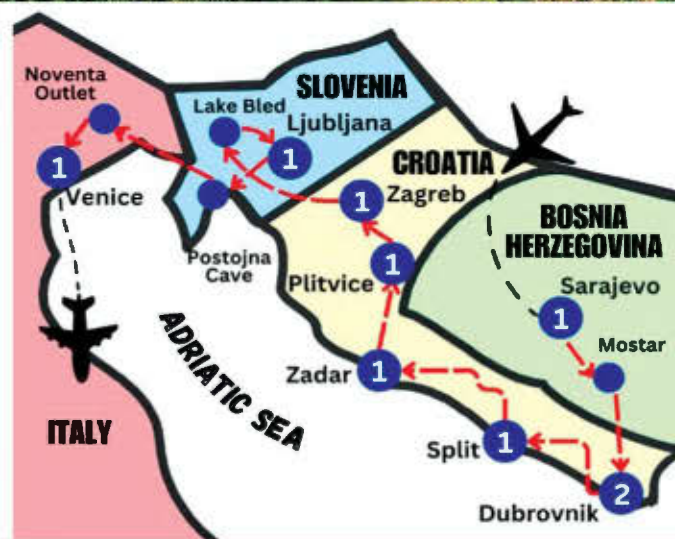 Noventa
Outlet
SLOVENIA
Lake Bled
Ljubljana
1
1
Venice
CROATIA
1
Zagreb
BOSNIA
HERZEGOVINA
Postojna
Cave
Plitvice
1
Sarajevo
1
Mostar
ADRIATIC SEA
Zadar
1
ITALY
Split
1
2
Dubrovnik